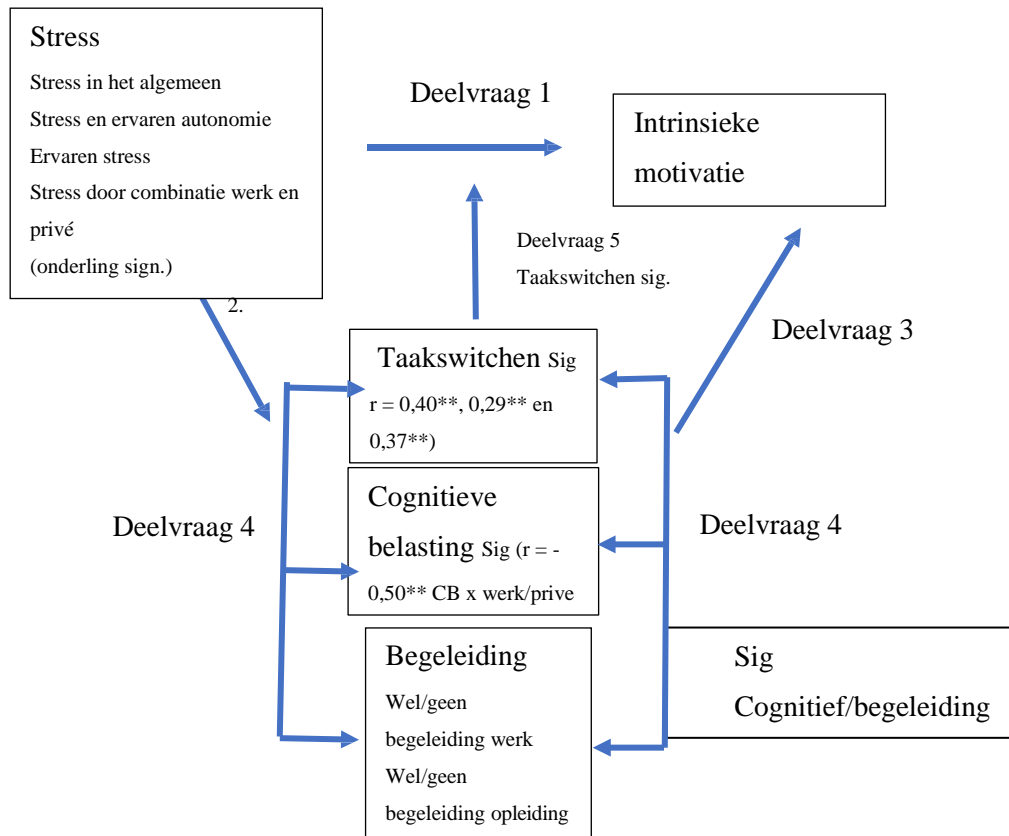 Stress
Stress in het algemeen
Stress en ervaren autonomie
Ervaren stress
Stress door combinatie werk en
privé
(onderling sign.)
Deelvraag 1
Intrinsieke
motivatie
Deelvraag 5
Taakswitchen sig.
2.
Deelvraag 3
Taakswitchen Sig
r = 0,40**, 0,29** en
0,37**)
Cognitieve
belasting Sig (r = -
0,50** CB x werk/prive
Deelvraag 4
Deelvraag 4
Begeleiding
Wel/geen
begeleiding werk
Wel/geen
begeleiding opleiding
Sig
Cognitief/begeleiding